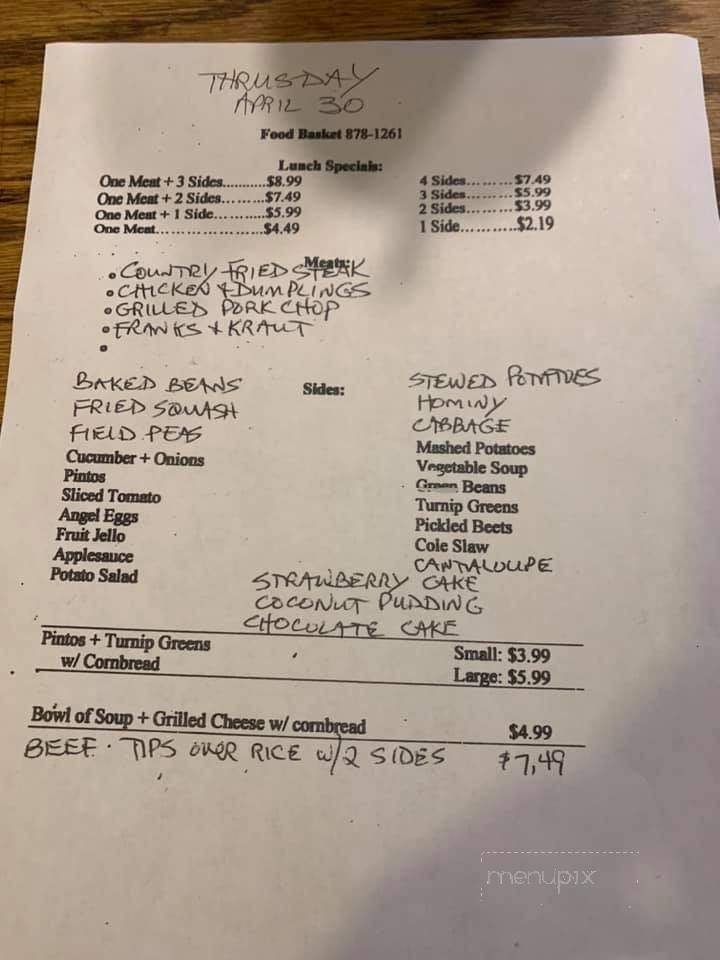 THRUSDAY
APRIL 30
Food Basket 878-1261
Lunch Specials:
One Meat + 3 Sides...........$8.99
One Meat + 2 Sides.........$7.49
One Meat + 1 Side............$5.99
One Meat.....................$4.49
4 Sides.........$7.49
3 Sides.........$5.99
2 Sides.........$3.99
1 Side...........$2.19
Meats:
• COUNTRY FRIED STEAK
• CHICKEN + DUMPLINGS
• GRILLED PORK CHOP
• FRANKS + KRAUT
•
Sides:
BAKED BEANS
FRIED SQUASH
FIELD PEAS
Cucumber + Onions
Pintos
Sliced Tomato
Angel Eggs
Fruit Jello
Applesauce
Potato Salad
STEWED POTATOES
HOMINY
CABBAGE
Mashed Potatoes
Vegetable Soup
Green Beans
Turnip Greens
Pickled Beets
Cole Slaw
CANTALOUPE
STRAWBERRY CAKE
COCONUT PUDDING
CHOCULATE CAKE
Pintos + Turnip Greens
w/ Cornbread
Small: $3.99
Large: $5.99
Bowl of Soup + Grilled Cheese w/ cornbread $4.99
BEEF TIPS OVER RICE w/2 SIDES $7,49
menupix